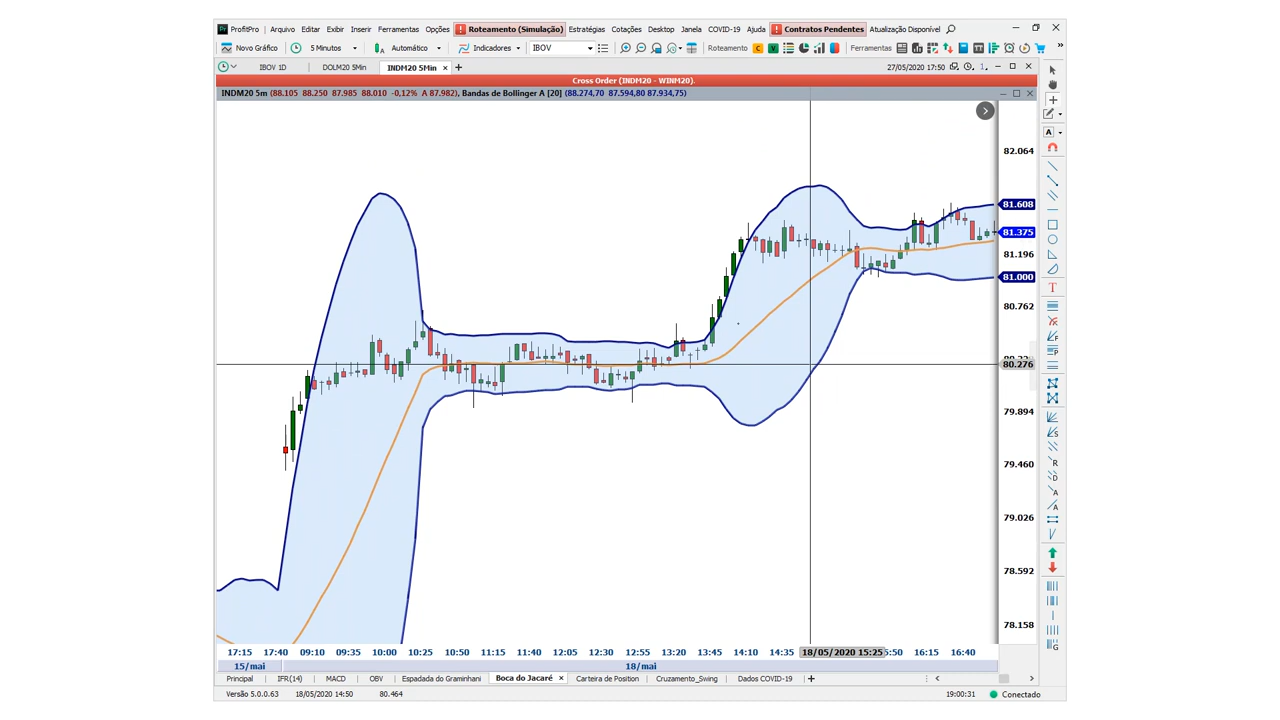 ProfitPro Arquivo Editar Exibir Inserir Ferramentas Opções Roteamento (Simulação) Estratégias Cotações Desktop Janela COVID-19 Ajuda Contratos Pendentes Atualização Disponível
Novo Gráfico 5 Minutos Automático Indicadores IBOV Roteamento Ferramentas
IBOV 1D DOLM20 5Min INDM20 5Min 27/05/2020 17:50
Cross Order (INDM20 - WINM20).
INDM20 5m (88.105 88.250 87.985 88.010 -0,12% A 87.982), Bandas de Bollinger A [20] (88.274,70 87.594,80 87.934,75)
82.064
81.608
81.375
81.196
81.000
80.762
80.276
79.894
79.460
79.026
78.592
78.158
17:15 17:40 09:10 09:35 10:00 10:25 10:50 11:15 11:40 12:05 12:30 12:55 13:20 13:45 14:10 14:35 18/05/2020 15:25 5:50 16:15 16:40
15/mai 18/mai
Principal IFR(14) MACD OBV Espadada do Graminhani Boca do Jacaré Carteira de Position Cruzamento_Swing Dados COVID-19
Versão 5.0.0.63 18/05/2020 14:50 80.464 19:00:31 Conectado